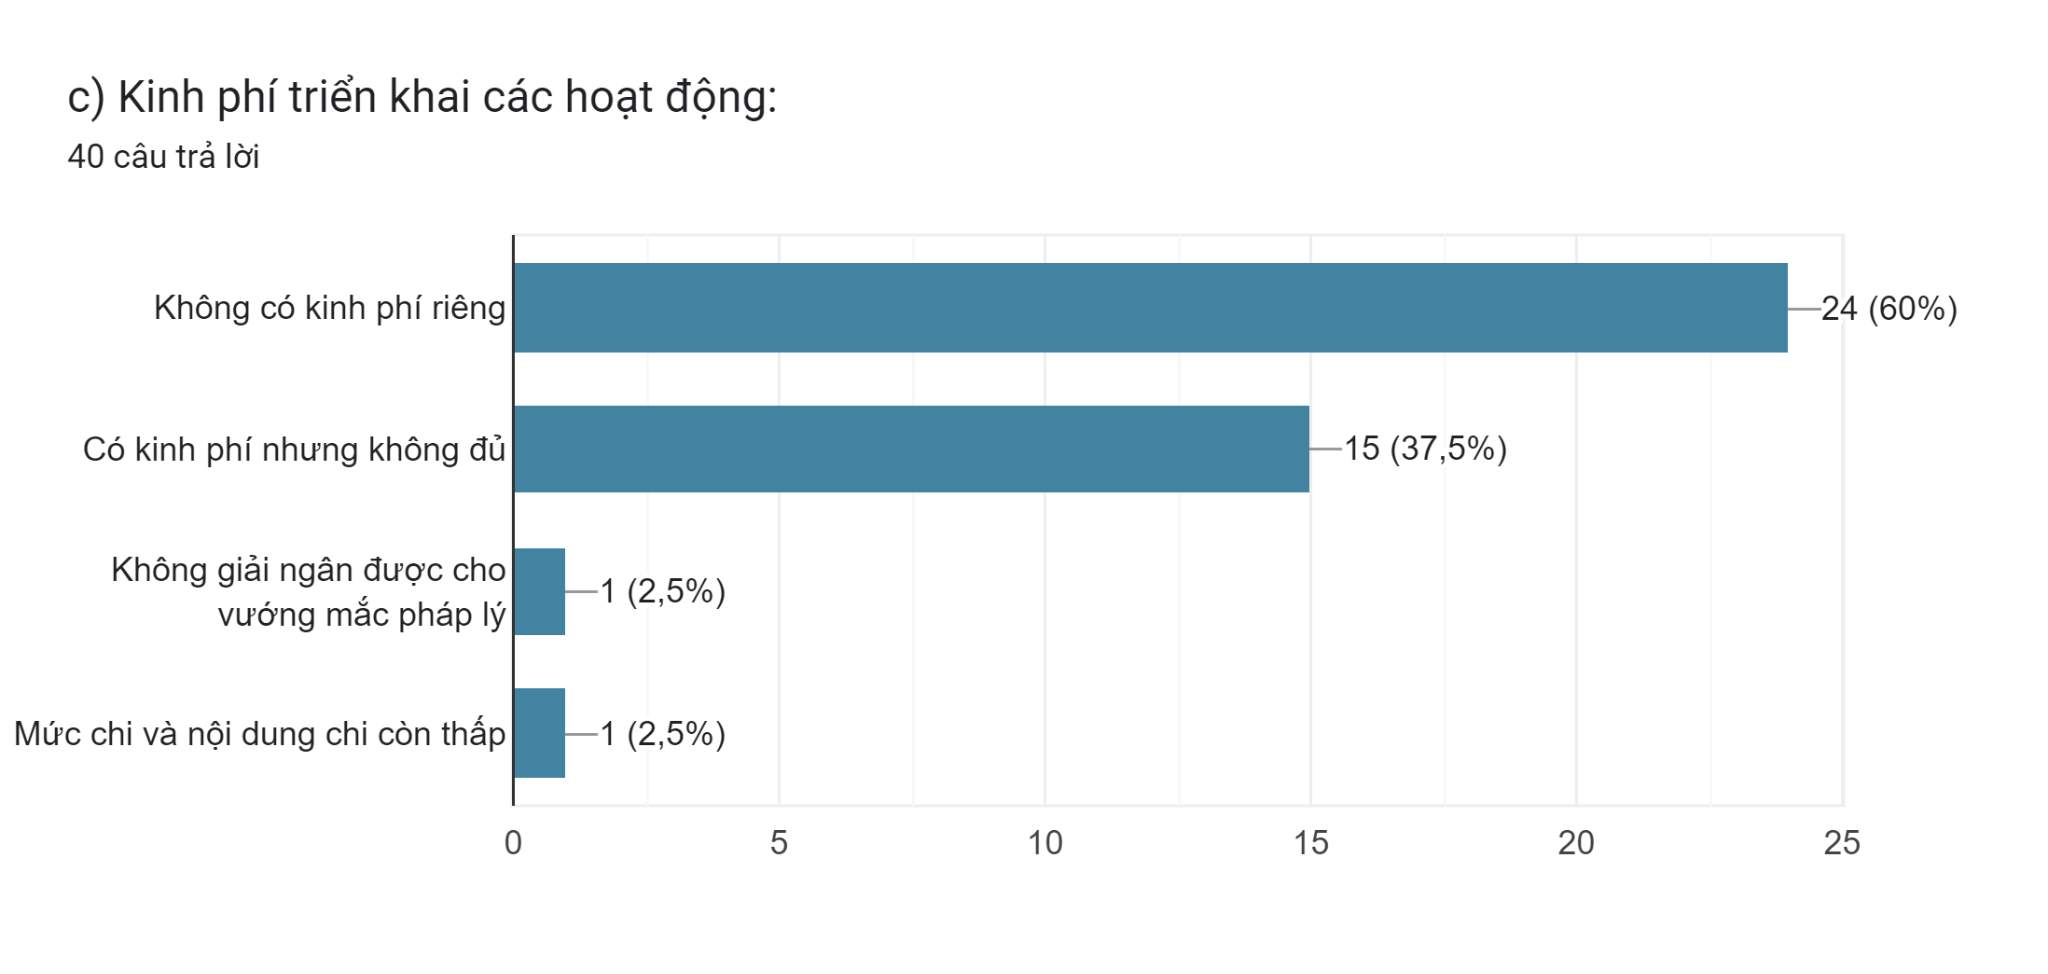 c) Kinh phí triển khai các hoạt động:
40 câu trả lời
Không có kinh phí riêng
24 (60%)
Có kinh phí nhưng không đủ
15 (37,5%)
Không giải ngân được cho
vướng mắc pháp lý
1 (2,5%)
Mức chi và nội dung chi còn thấp
1 (2,5%)
0 5 10 15 20 25